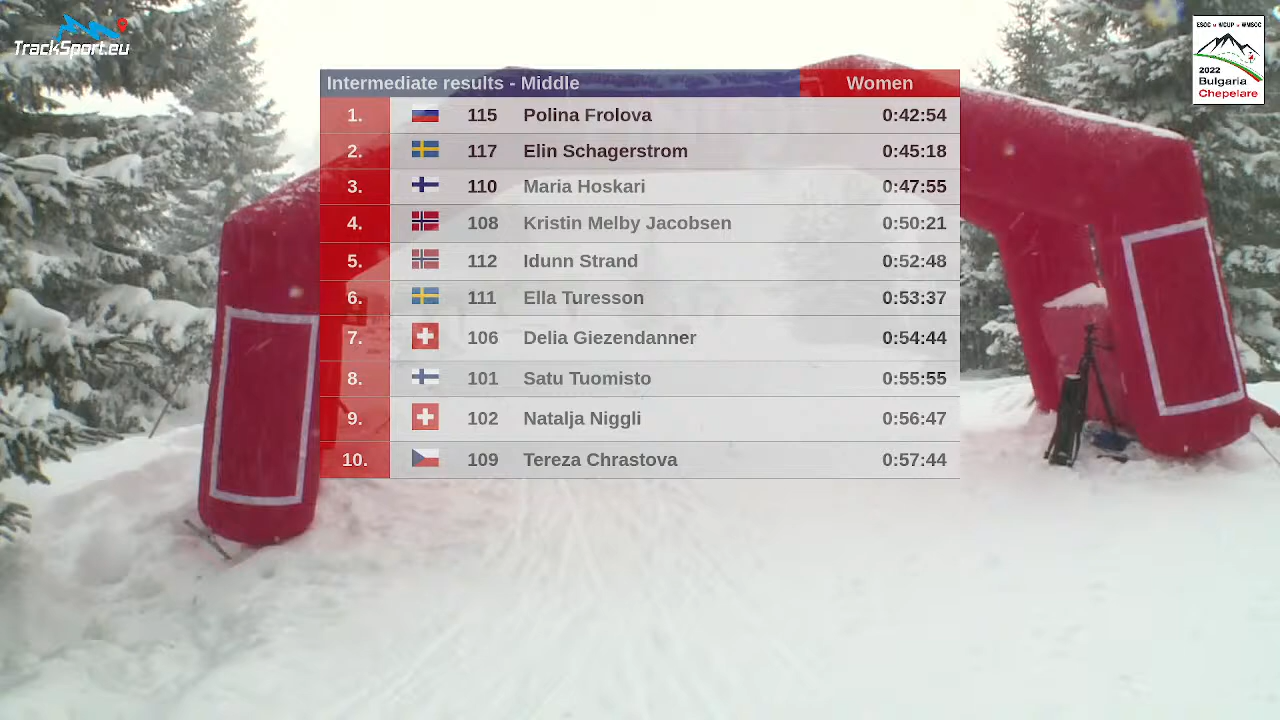 TrackSport.eu
ESOC WCUP WMSOC
2022
Bulgaria
Chepelare
Intermediate results - Middle Women
1. 115 Polina Frolova 0:42:54
2. 117 Elin Schagerstrom 0:45:18
3. 110 Maria Hoskari 0:47:55
4. 108 Kristin Melby Jacobsen 0:50:21
5. 112 Idunn Strand 0:52:48
6. 111 Ella Turesson 0:53:37
7. 106 Delia Giezendanner 0:54:44
8. 101 Satu Tuomisto 0:55:55
9. 102 Natalja Niggli 0:56:47
10. 109 Tereza Chrastova 0:57:44